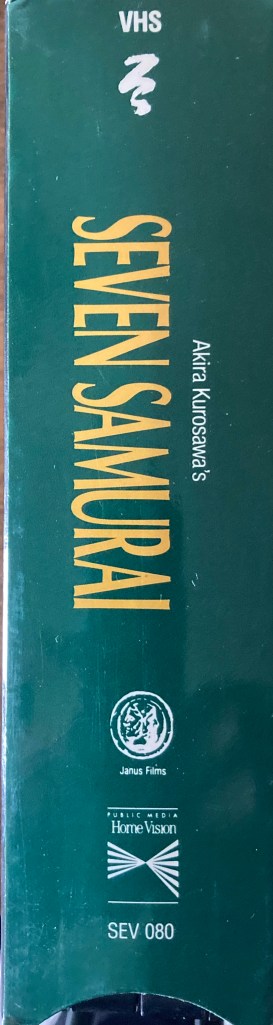 VHS
Akira Kurosawa's
SEVEN SAMURAI
Janus Films
PUBLIC MEDIA
Home Vision
SEV 080